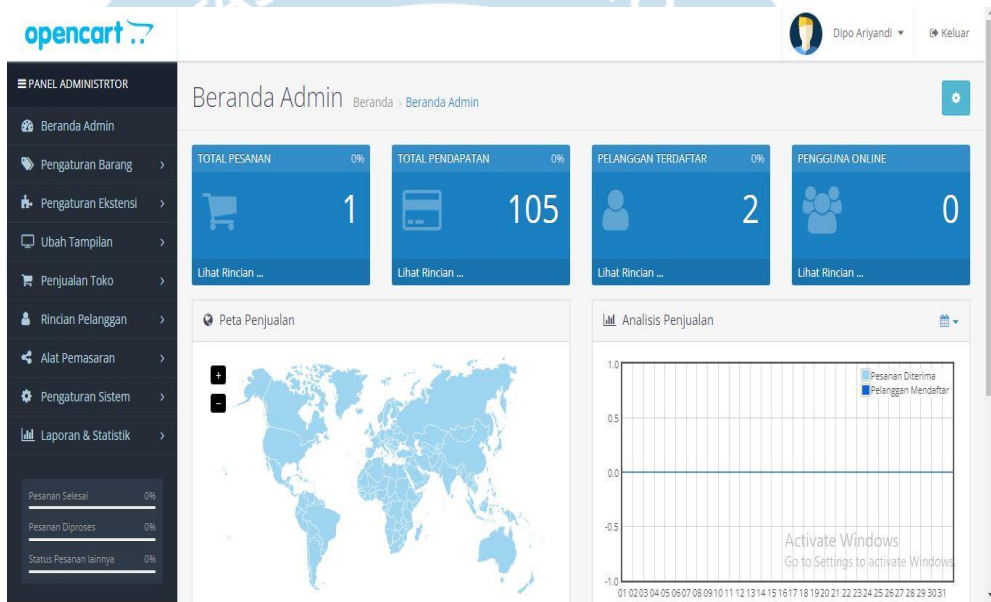 opencart
Dipo Ariyandi
Keluar
PANEL ADMINISTRTOR
Beranda Admin
Pengaturan Barang
Pengaturan Ekstensi
Ubah Tampilan
Penjualan Toko
Rincian Pelanggan
Alat Pemasaran
Pengaturan Sistem
Laporan & Statistik
Pesanan Selesai 0%
Pesanan Diproses 0%
Status Pesanan lainnya 0%
Beranda Admin Beranda › Beranda Admin
TOTAL PESANAN 0%
1
Lihat Rincian ...
TOTAL PENDAPATAN 0%
105
Lihat Rincian ...
PELANGGAN TERDAFTAR 0%
2
Lihat Rincian ...
PENGGUNA ONLINE
0
Lihat Rincian ...
Peta Penjualan
+
-
Analisis Penjualan
Pesanan Diterima
Pelanggan Mendaftar
1.0
0.5
0.0
-0.5
-1.0
01 02 03 04 05 06 07 08 09 10 11 12 13 14 15 16 17 18 19 20 21 22 23 24 25 26 27 28 29 30 31
Activate Windows
Go to Settings to activate Windows.